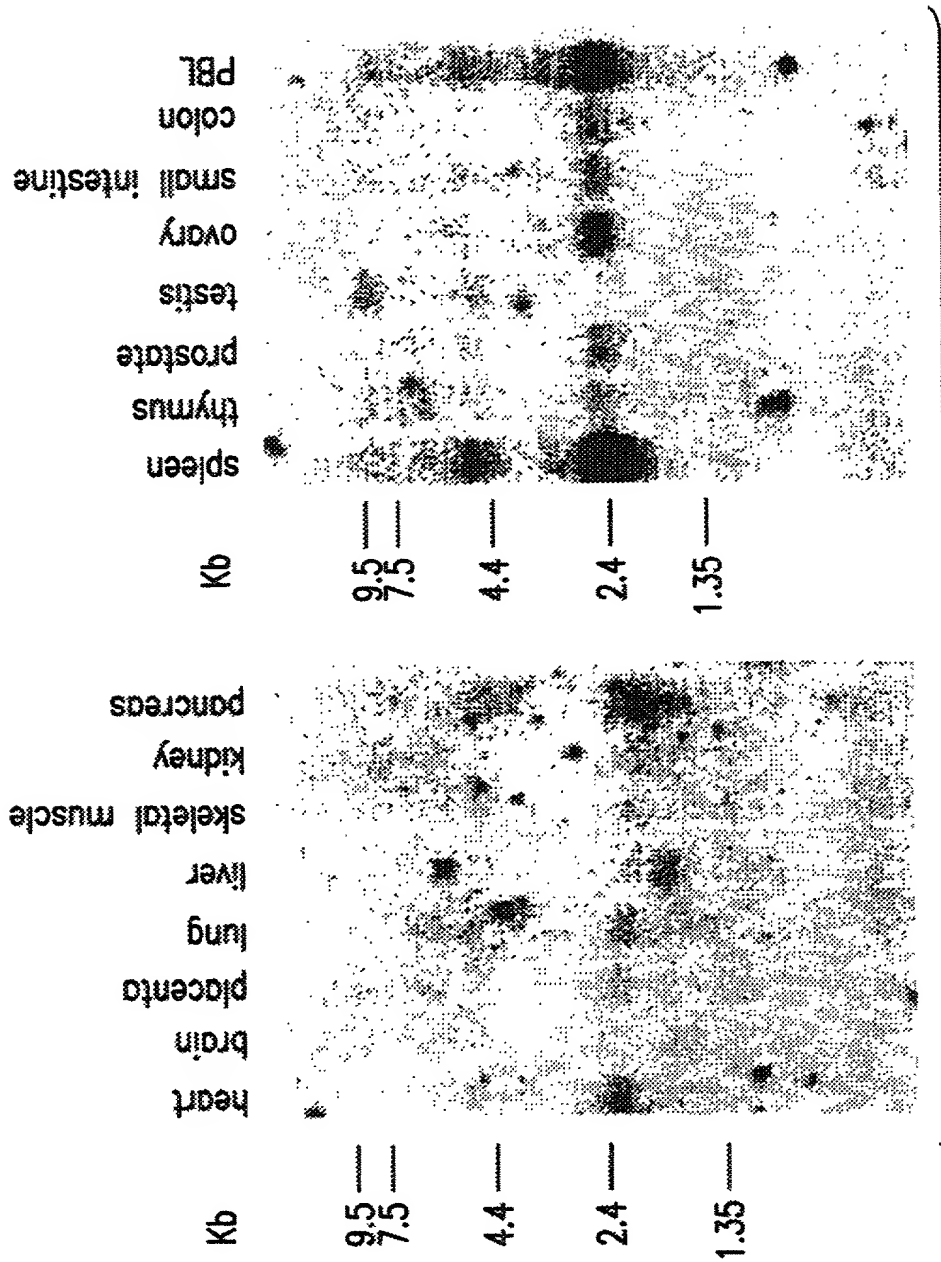 Kb
9.5
7.5
4.4
2.4
1.35
heart
brain
placenta
lung
liver
skeletal muscle
kidney
pancreas
Kb
9.5
7.5
4.4
2.4
1.35
spleen
thymus
prostate
testis
ovary
small intestine
colon
PBL